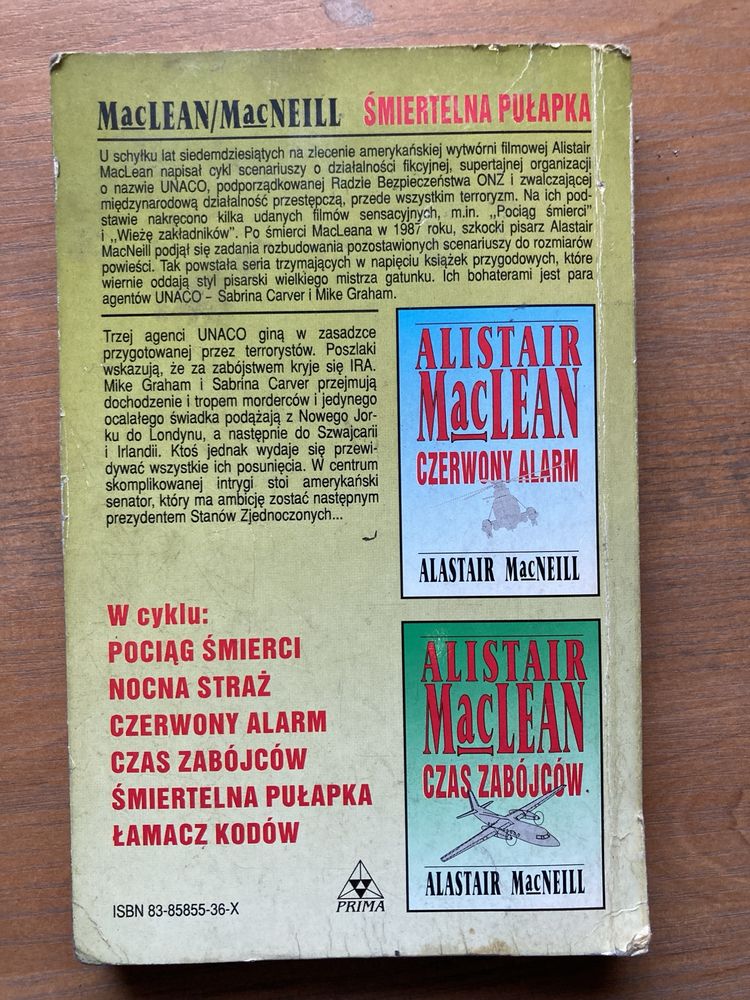 MacLEAN/MacNEILL ŚMIERTELNA PUŁAPKA
U schyłku lat siedemdziesiątych na zlecenie amerykańskiej wytwórni filmowej Alistair
MacLean napisał cykl scenariuszy o działalności fikcyjnej, supertajnej organizacji
o nazwie UNACO, podporządkowanej Radzie Bezpieczeństwa ONZ i zwalczającej
międzynarodową działalność przestępczą, przede wszystkim terroryzm. Na ich pod-
stawie nakręcono kilka udanych filmów sensacyjnych, m.in. ,,Pociąg śmierci"
i ,,Wieżę zakładników". Po śmierci MacLeana w 1987 roku, szkocki pisarz Alastair
MacNeill podjął się zadania rozbudowania pozostawionych scenariuszy do rozmiarów
powieści. Tak powstała seria trzymających w napięciu książek przygodowych, które
wiernie oddają styl pisarski wielkiego mistrza gatunku. Ich bohaterami jest para
agentów UNACO – Sabrina Carver i Mike Graham.
Trzej agenci UNACO giną w zasadzce
przygotowanej przez terrorystów. Poszlaki
wskazują, że za zabójstwem kryje się IRA.
Mike Graham i Sabrina Carver przejmują
dochodzenie i tropem morderców i jedynego
ocalałego świadka podążają z Nowego Jor-
ku do Londynu, a następnie do Szwajcarii
i Irlandii. Ktoś jednak wydaje się przewi-
dywać wszystkie ich posunięcia. W centrum
skomplikowanej intrygi stoi amerykański
senator, który ma ambicję zostać następnym
prezydentem Stanów Zjednoczonych...
ALISTAIR
MacLEAN
CZERWONY ALARM
ALASTAIR MacNEILL
W cyklu:
POCIĄG ŚMIERCI
NOCNA STRAŻ
CZERWONY ALARM
CZAS ZABÓJCÓW
ŚMIERTELNA PUŁAPKA
ŁAMACZ KODÓW
ALISTAIR
MacLEAN
CZAS ZABÓJCÓW
ALASTAIR MacNEILL
ISBN 83-85855-36-X
PRIMA